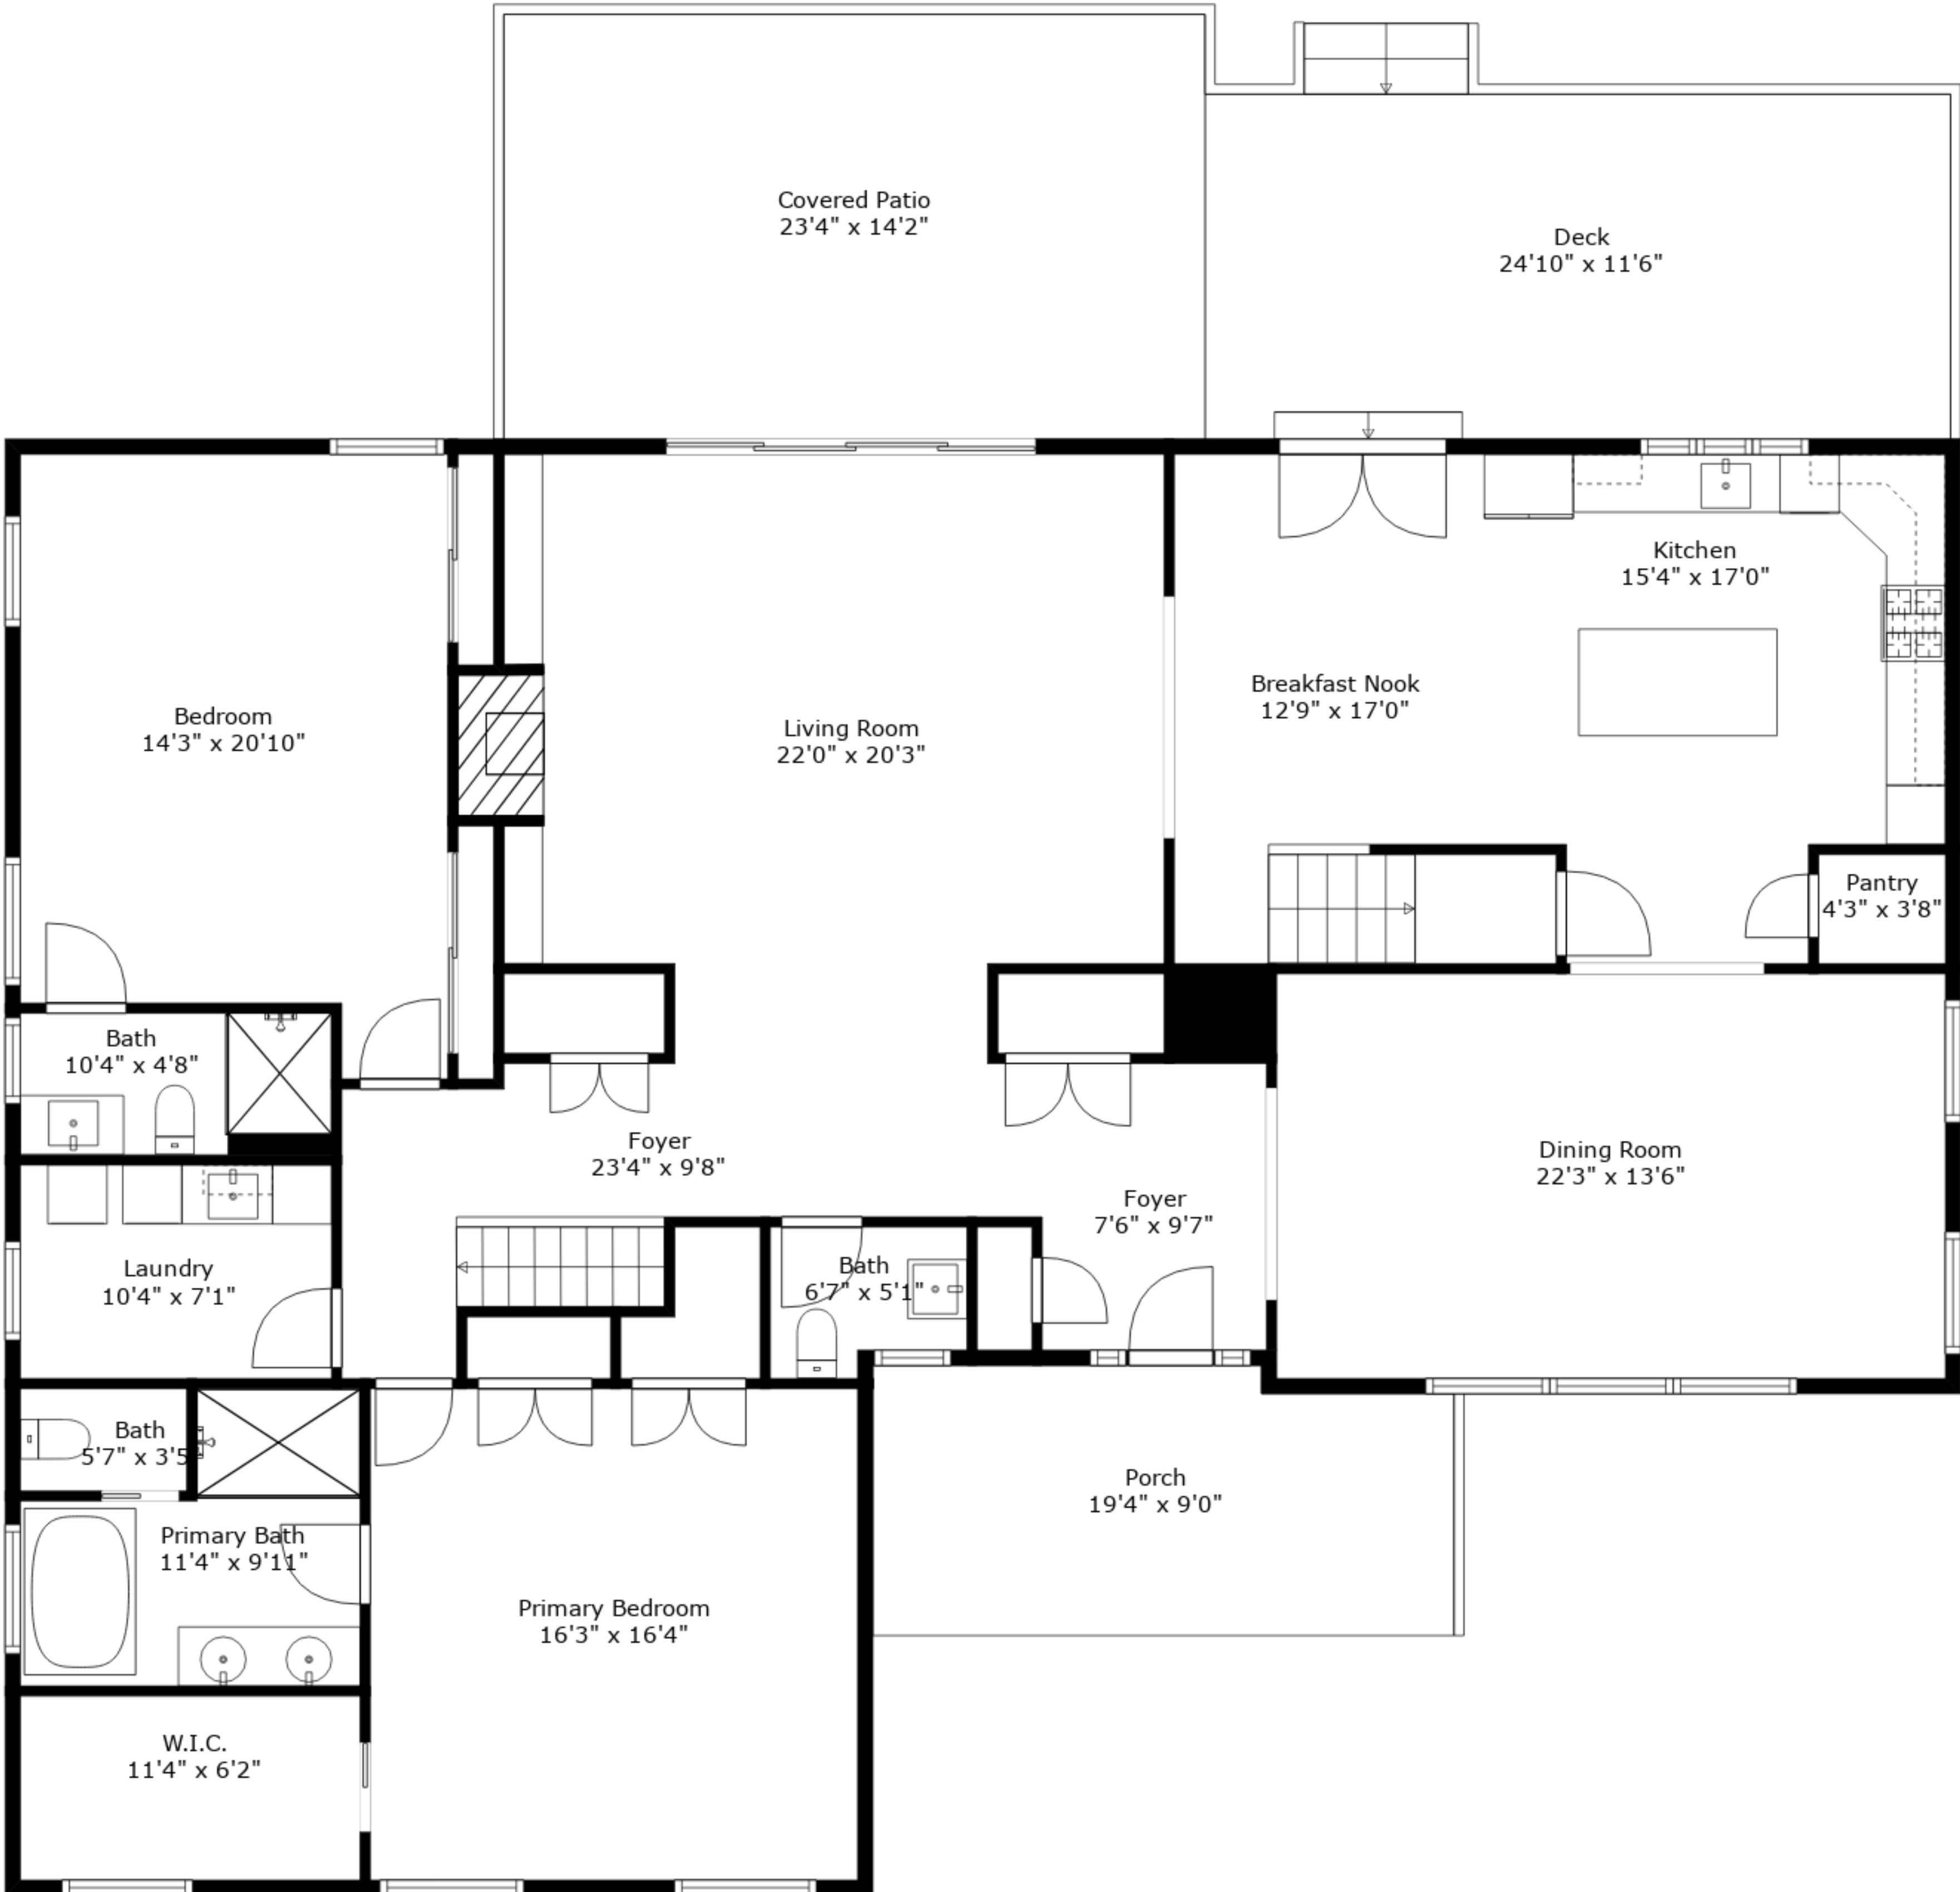 Covered Patio
23'4" x 14'2"
Deck
24'10" x 11'6"
Kitchen
15'4" x 17'0"
Breakfast Nook
12'9" x 17'0"
Bedroom
14'3" x 20'10"
Living Room
22'0" x 20'3"
Pantry
4'3" x 3'8"
Bath
10'4" x 4'8"
Foyer
23'4" x 9'8"
Dining Room
22'3" x 13'6"
Foyer
7'6" x 9'7"
Laundry
10'4" x 7'1"
Bath
6'7" x 5'1"
Bath
5'7" x 3'5
Porch
19'4" x 9'0"
Primary Bath
11'4" x 9'11"
Primary Bedroom
16'3" x 16'4"
W.I.C.
11'4" x 6'2"